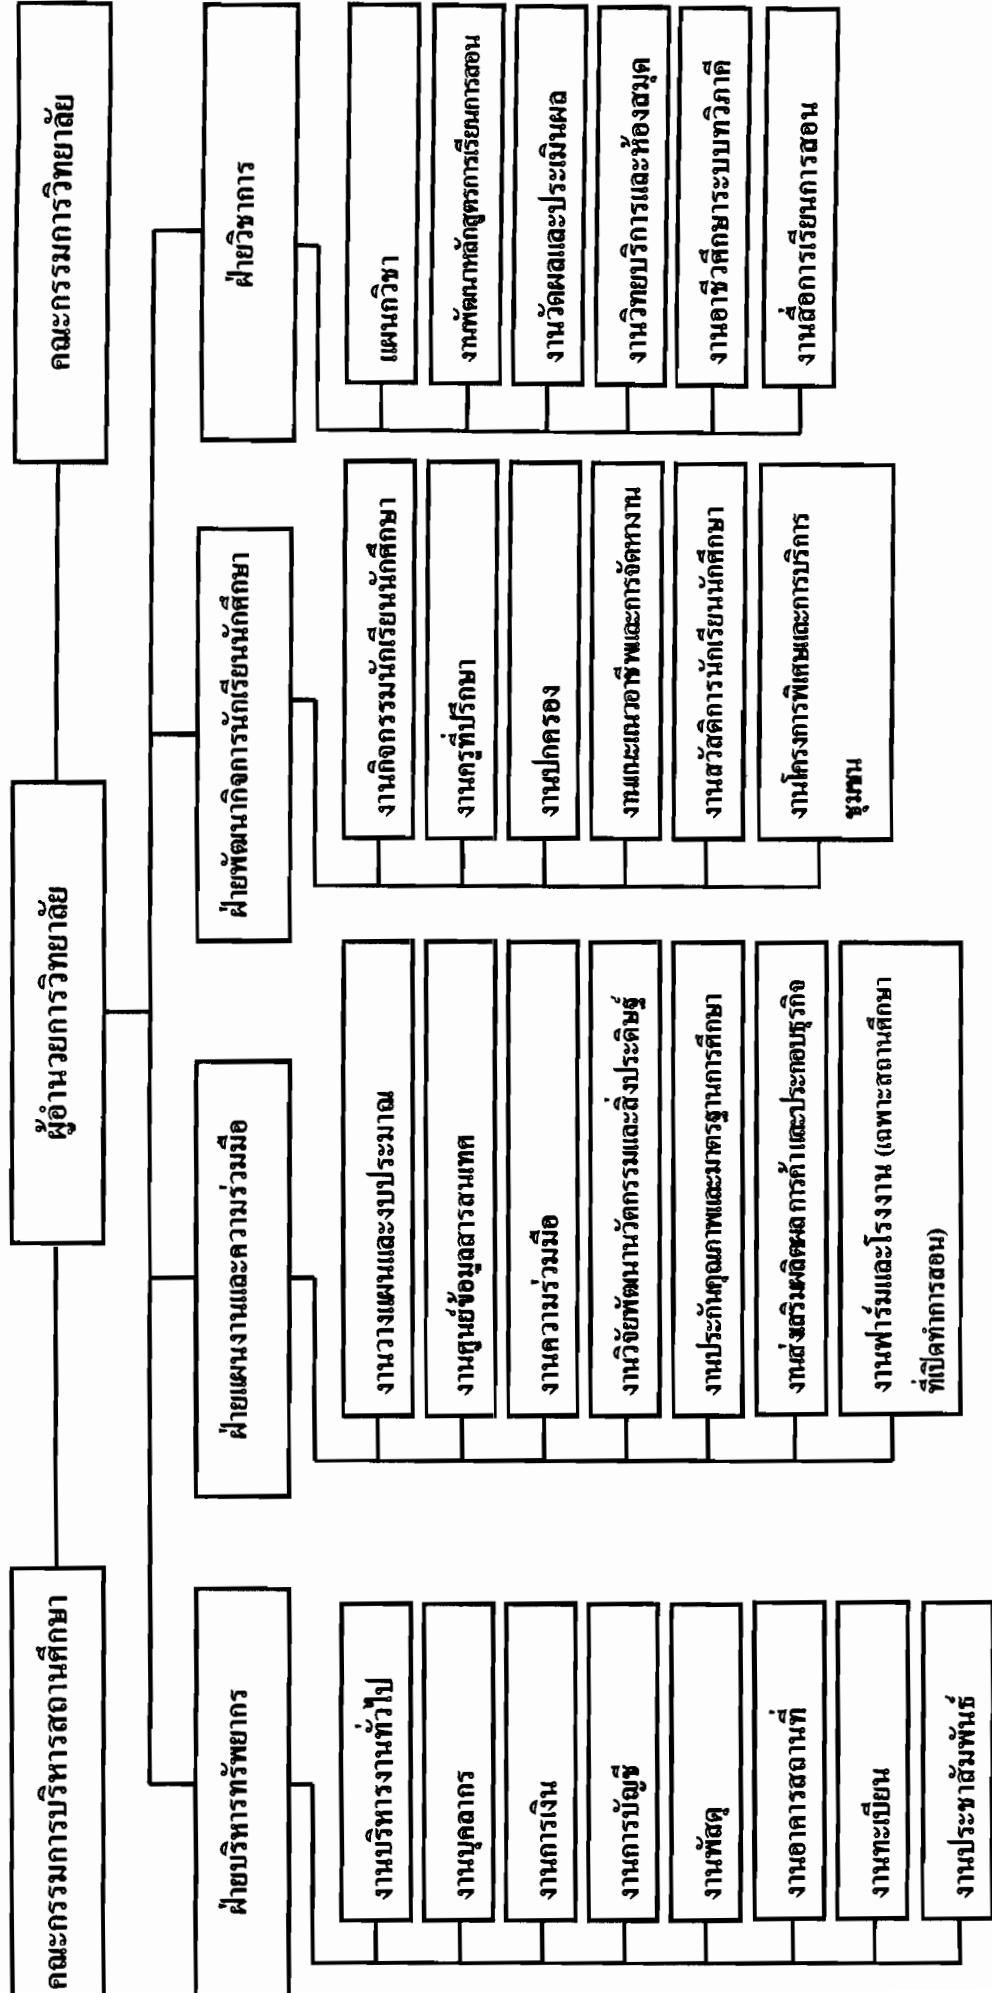 คณะกรรมการบริหารสถานศึกษา
ผู้อำนวยการวิทยาลัย
คณะกรรมการวิทยาลัย
ฝ่ายบริหารทรัพยากร
งานบริหารงานทั่วไป
งานบุคลากร
งานการเงิน
งานการบัญชี
งานพัสดุ
งานอาคารสถานที่
งานทะเบียน
งานประชาสัมพันธ์
ฝ่ายแผนงานและความร่วมมือ
งานวางแผนและงบประมาณ
งานศูนย์ข้อมูลสารสนเทศ
งานความร่วมมือ
งานวิจัยพัฒนานวัตกรรมและสิ่งประดิษฐ์
งานประกันคุณภาพและมาตรฐานการศึกษา
งานส่งเสริมผลิตผล การค้าและประกอบธุรกิจ
งานฟาร์มและโรงงาน (เฉพาะสถานศึกษา
ที่เปิดทำการสอน)
ฝ่ายพัฒนากิจการนักเรียนนักศึกษา
งานกิจกรรมนักเรียนนักศึกษา
งานครูที่ปรึกษา
งานปกครอง
งานแนะแนวอาชีพและการจัดหางาน
งานสวัสดิการนักเรียนนักศึกษา
งานโครงการพิเศษและการบริการ
ชุมชน
ฝ่ายวิชาการ
แผนกวิชา
งานพัฒนาหลักสูตรการเรียนการสอน
งานวัดผลและประเมินผล
งานวิทยบริการและห้องสมุด
งานอาชีวศึกษาระบบทวิภาคี
งานสื่อการเรียนการสอน